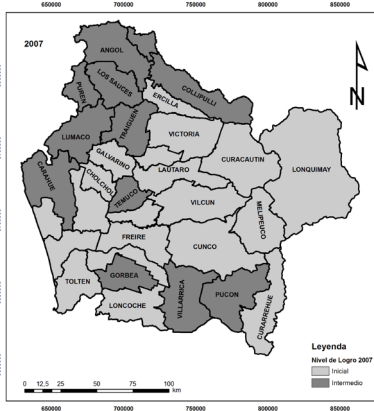 650000 700000 750000 800000 850000
2007
N
ANGOL
LOS SAUCES
PUREN
COLLIPULLI
ERCILLA
TRAIGUEN
LUMACO
VICTORIA
CURACAUTIN
LONQUIMAY
GALVARINO
CARAHUE
CHOLCHOL
LAUTARO
TEMUCO
VILCUN
MELIPEUCO
FREIRE
CUNCO
TOLTEN
GORBEA
VILLARRICA
PUCON
LONCOCHE
CURARREHUE
Leyenda
Nivel de Logro 2007
Inicial
Intermedio
0 12,5 25 50 75 100
km
650000 700000 750000 800000 850000